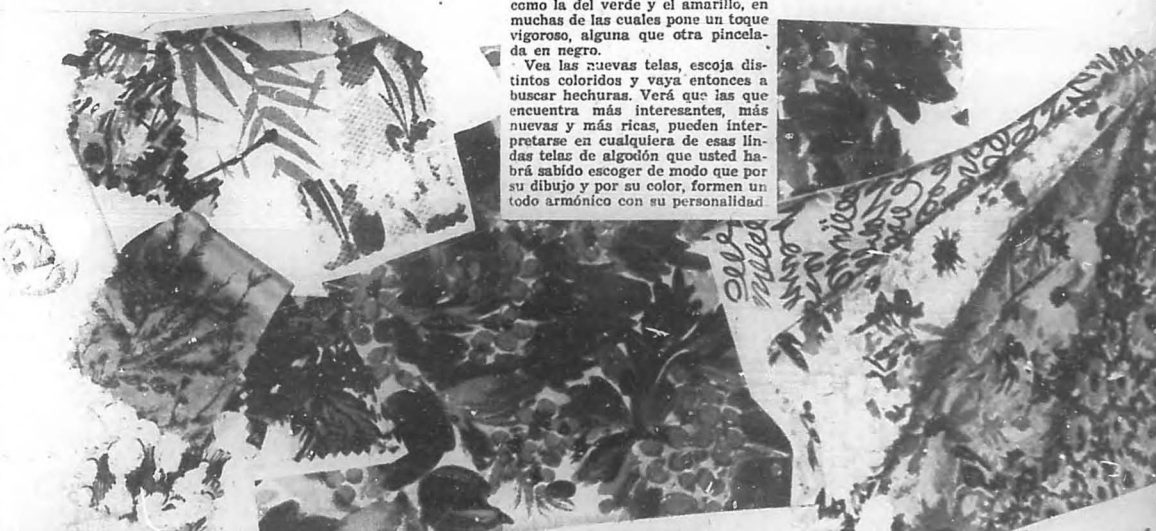 como la del verde y el amarillo, en
muchas de las cuales pone un toque
vigoroso, alguna que otra pincela-
da en negro.
Vea las nuevas telas, escoja dis-
tintos coloridos y vaya entonces a
buscar hechuras. Verá que las que
encuentra más interesantes, más
nuevas y más ricas, pueden inter-
pretarse en cualquiera de esas lin-
das telas de algodón que usted ha-
brá sabido escoger de modo que por
su dibujo y por su color, formen un
todo armónico con su personalidad